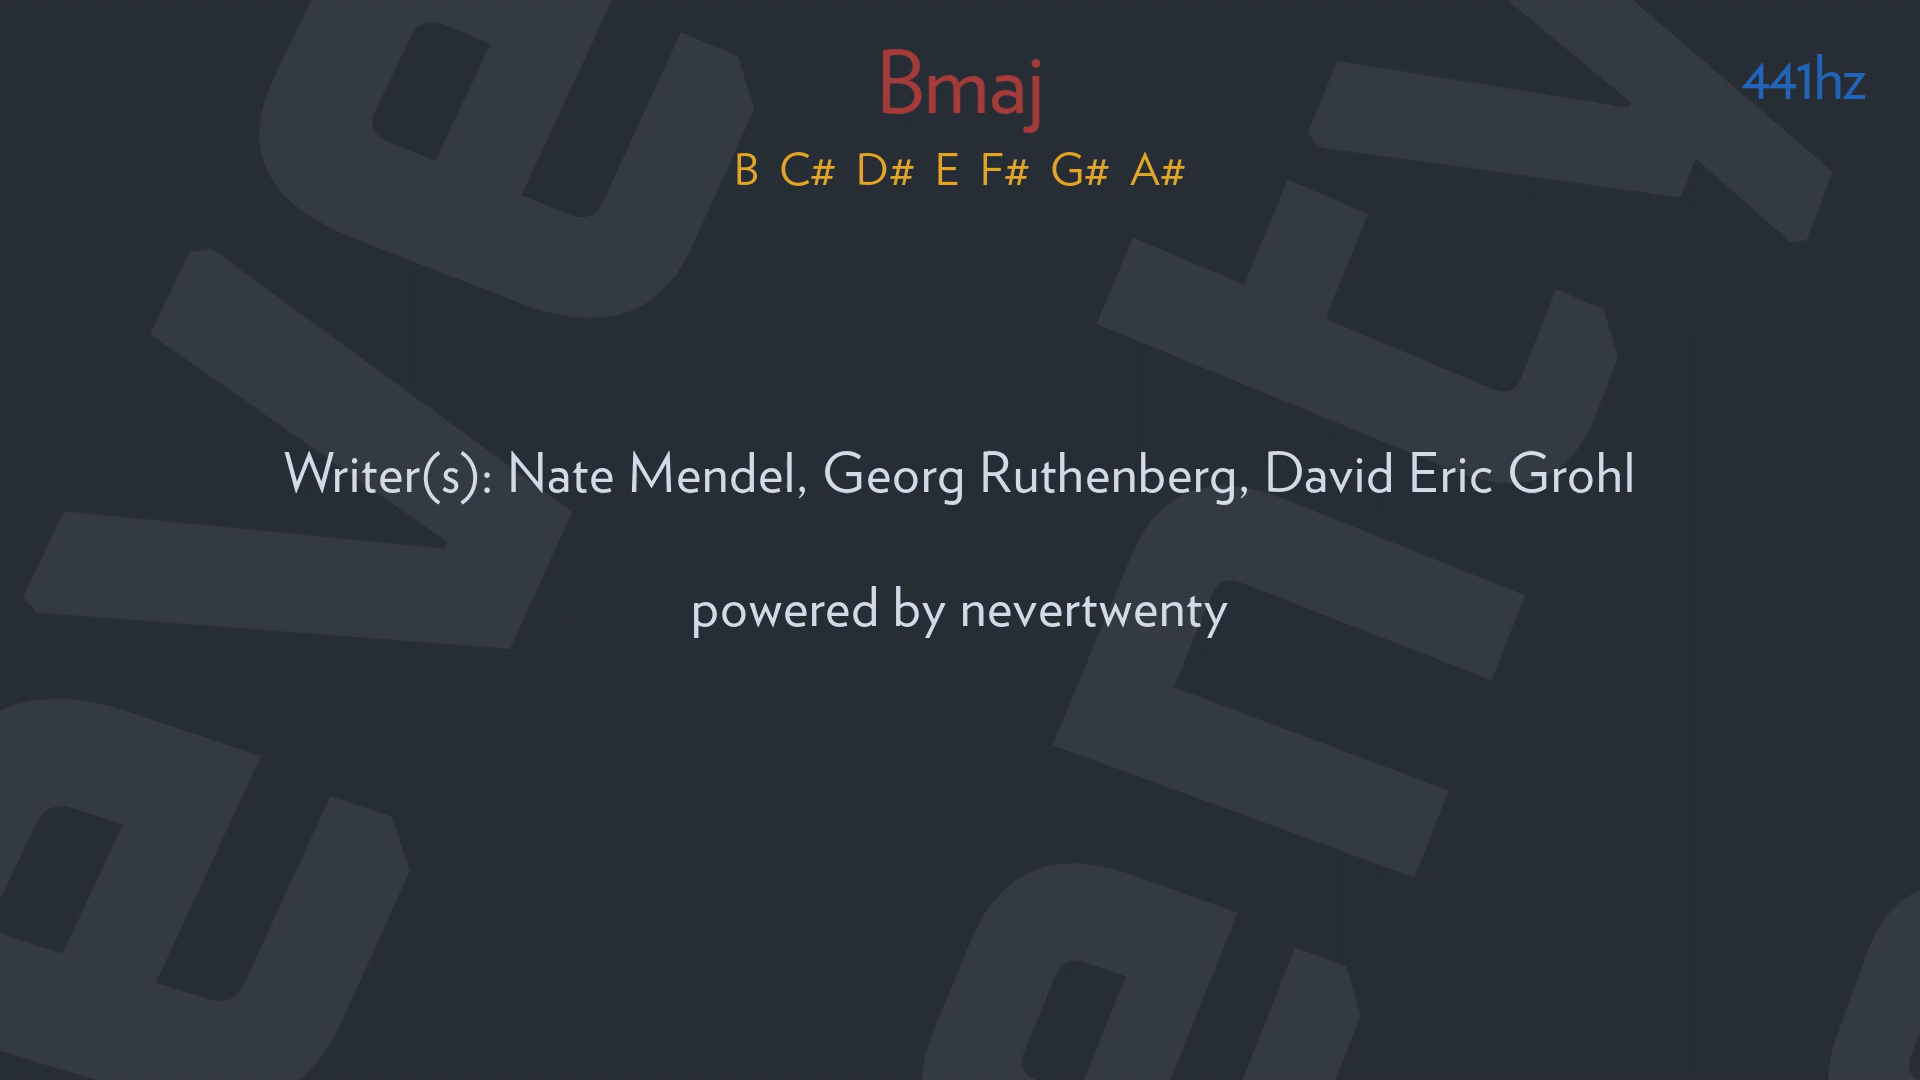 Bmaj
441hz
B C# D# E F# G# A#
Writer(s): Nate Mendel, Georg Ruthenberg, David Eric Grohl
powered by nevertwenty